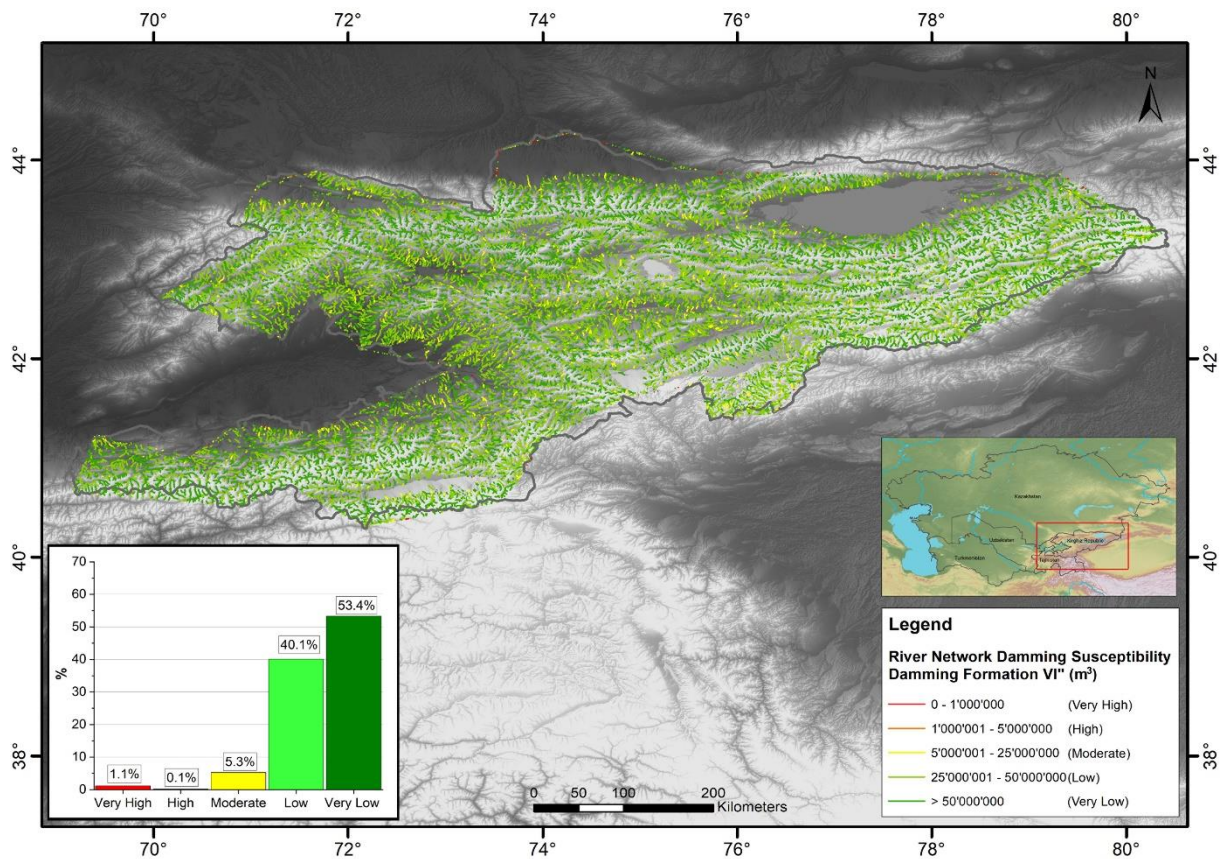 70° 72° 74° 76° 78° 80°
N
44° 44°
42° 42°
Kazakhstan
Uzbekistan
Kyrgyz Republic
Turkmenistan
Tajikistan
40° 40°
70
60
50
40
30
20
10
0
%
1.1%
0.1%
5.3%
40.1%
53.4%
Very High High Moderate Low Very Low
Legend
River Network Damming Susceptibility
Damming Formation VI" (m³)
0 - 1'000'000 (Very High)
1'000'001 - 5'000'000 (High)
5'000'001 - 25'000'000 (Moderate)
25'000'001 - 50'000'000(Low)
> 50'000'000 (Very Low)
38° 38°
0 50 100 200
Kilometers
70° 72° 74° 76° 78° 80°